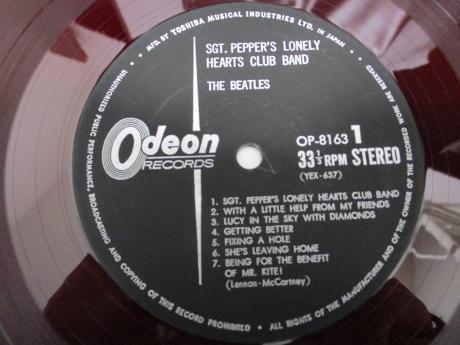 MFD. BY TOSHIBA MUSICAL INDUSTRIES LTD. IN JAPAN
SGT. PEPPER'S LONELY
HEARTS CLUB BAND
THE BEATLES
Odeon
RECORDS
OP-8163 1
33⅓ RPM STEREO
(YEX-637)
1. SGT. PEPPER'S LONELY HEARTS CLUB BAND
2. WITH A LITTLE HELP FROM MY FRIENDS
3. LUCY IN THE SKY WITH DIAMONDS
4. GETTING BETTER
5. FIXING A HOLE
6. SHE'S LEAVING HOME
7. BEING FOR THE BENEFIT
OF MR. KITE!
(Lennon-McCartney)
UNAUTHORIZED PUBLIC PERFORMANCE, BROADCASTING AND COPYING OF THIS RECORD PROHIBITED • ALL RIGHTS OF THE MANUFACTURER AND OF THE OWNER OF THE RECORDED WORK ARE RESERVED